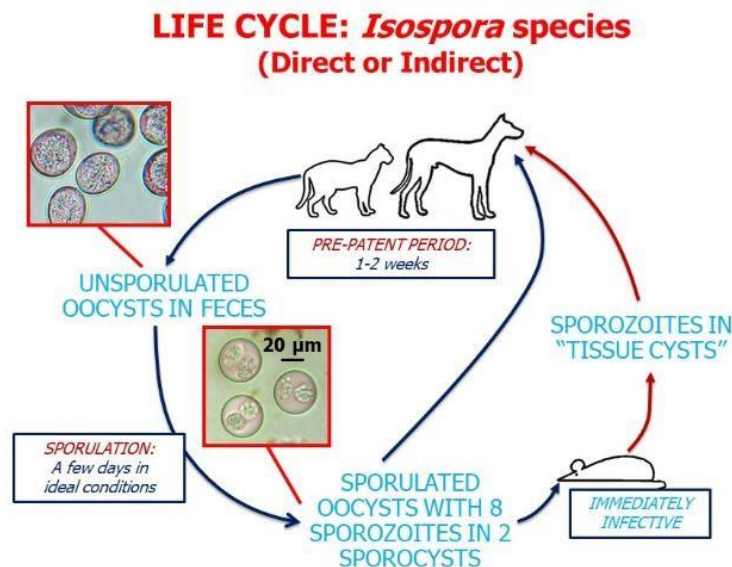 LIFE CYCLE: Isospora species
(Direct or Indirect)
PRE-PATENT PERIOD:
1-2 weeks
UNSPORULATED
OOCYSTS IN FECES
20 µm
SPOROZOITES IN
“TISSUE CYSTS”
SPORULATION:
A few days in
ideal conditions
SPORULATED
OOCYSTS WITH 8
SPOROZOITES IN 2
SPOROCYSTS
IMMEDIATELY
INFECTIVE